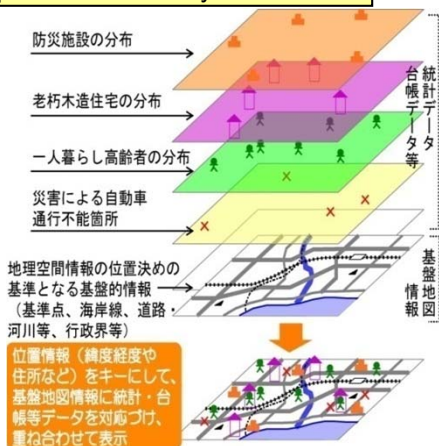 防災施設の分布
老朽木造住宅の分布
一人暮らし高齢者の分布
災害による自動車
通行不能箇所
統計データ
台帳データ等
地理空間情報の位置決めの
基準となる基盤的情報
(基準点、海岸線、道路・
河川等、行政界等)
基盤地図
情報
位置情報(緯度経度や
住所など)をキーにして、
基盤地図情報に統計・台
帳等データを対応づけ、
重ね合わせて表示